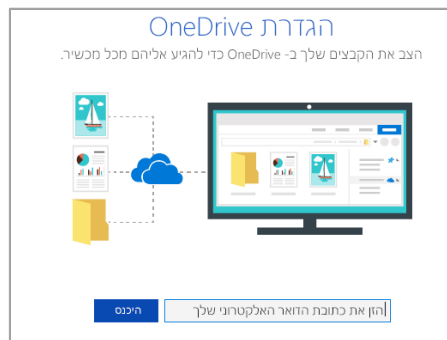 הגדרת OneDrive
הצב את הקבצים שלך ב- OneDrive כדי להגיע אליהם מכל מכשיר.
הזן את כתובת הדואר האלקטרוני שלך
היכנס